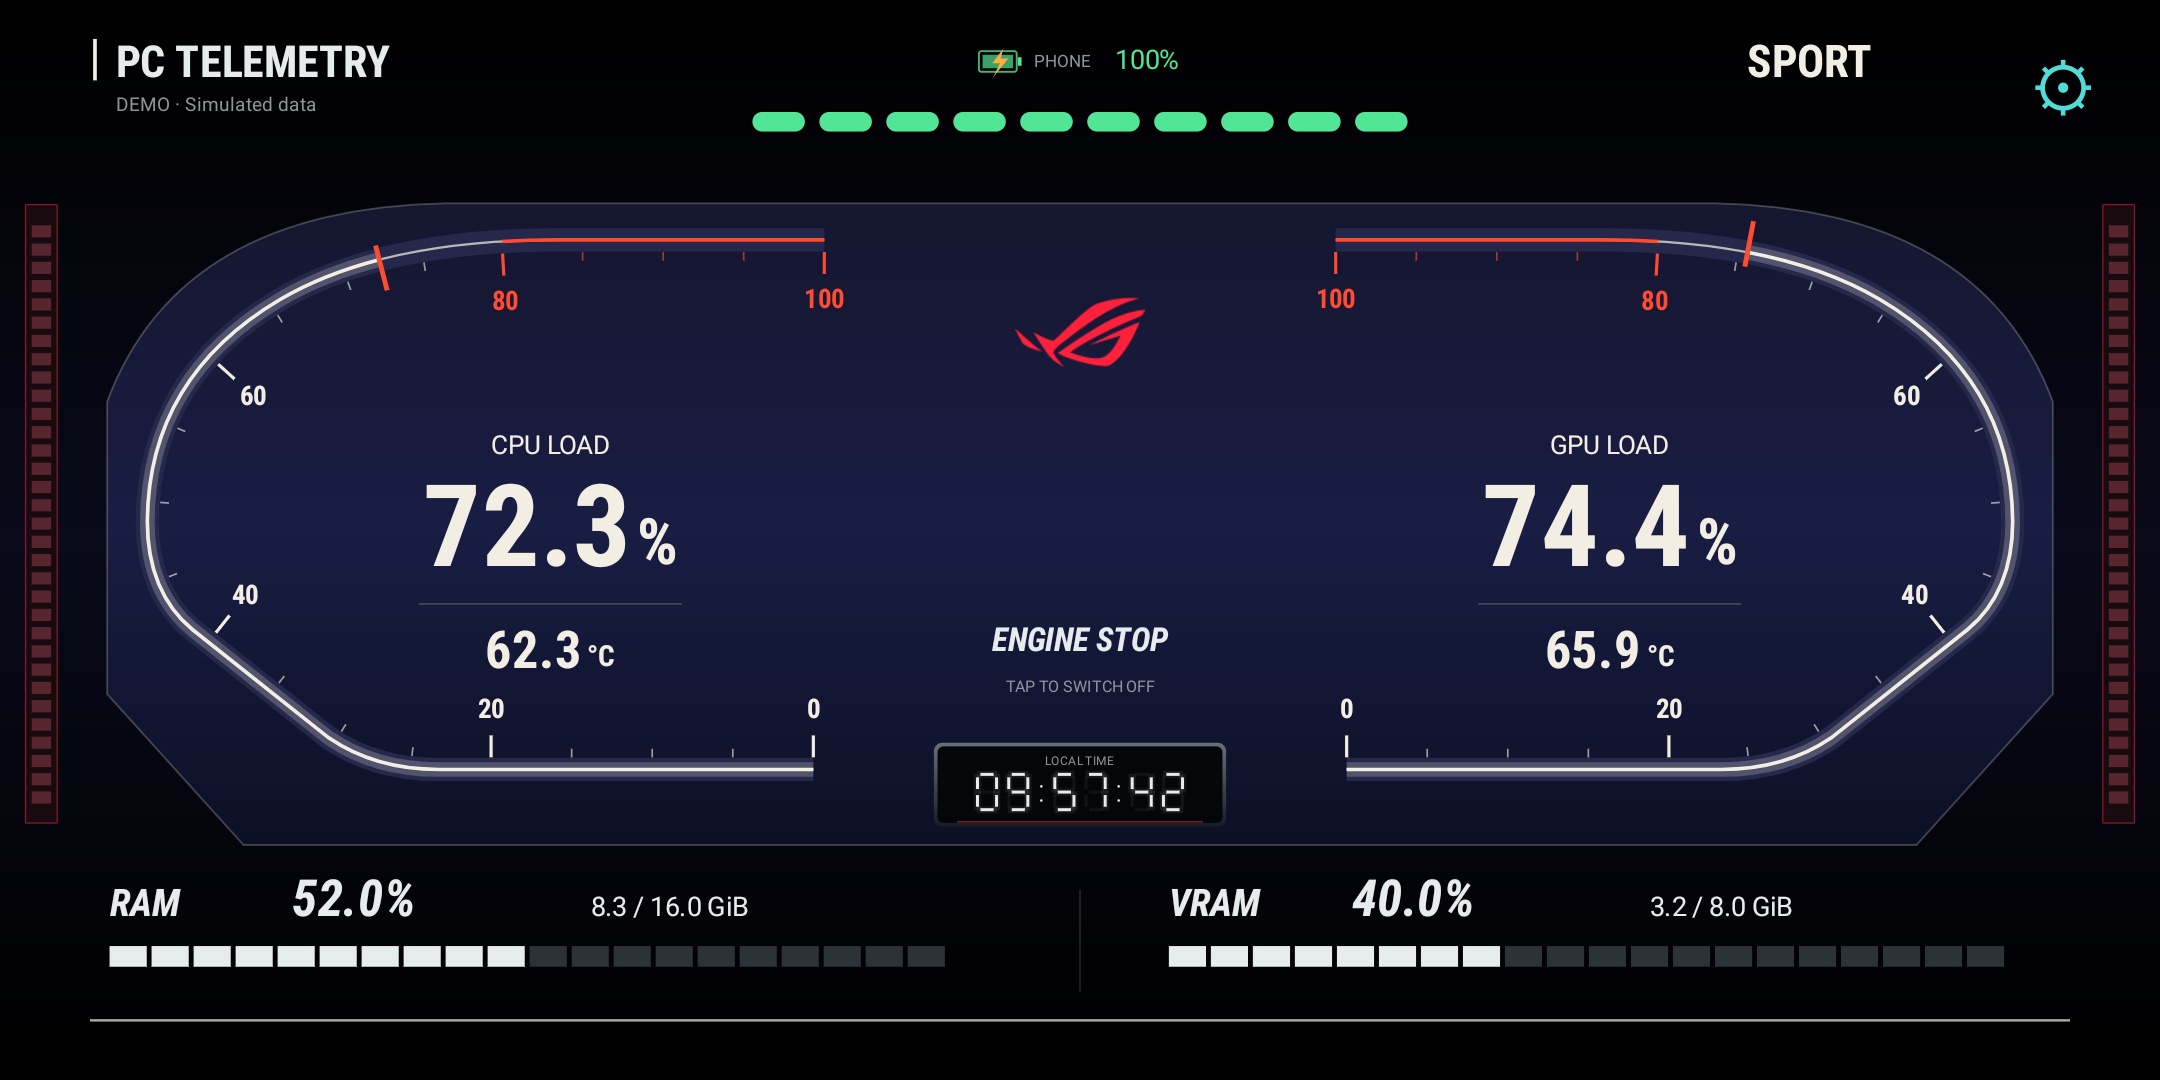 PC TELEMETRY
DEMO · Simulated data
PHONE 100%
SPORT
80 100
100 80
60
60
CPU LOAD
72.3 %
62.3 °C
GPU LOAD
74.4 %
65.9 °C
40
40
20 0
0 20
ENGINE STOP
TAP TO SWITCH OFF
LOCAL TIME
09:57:42
RAM 52.0% 8.3 / 16.0 GiB
VRAM 40.0% 3.2 / 8.0 GiB